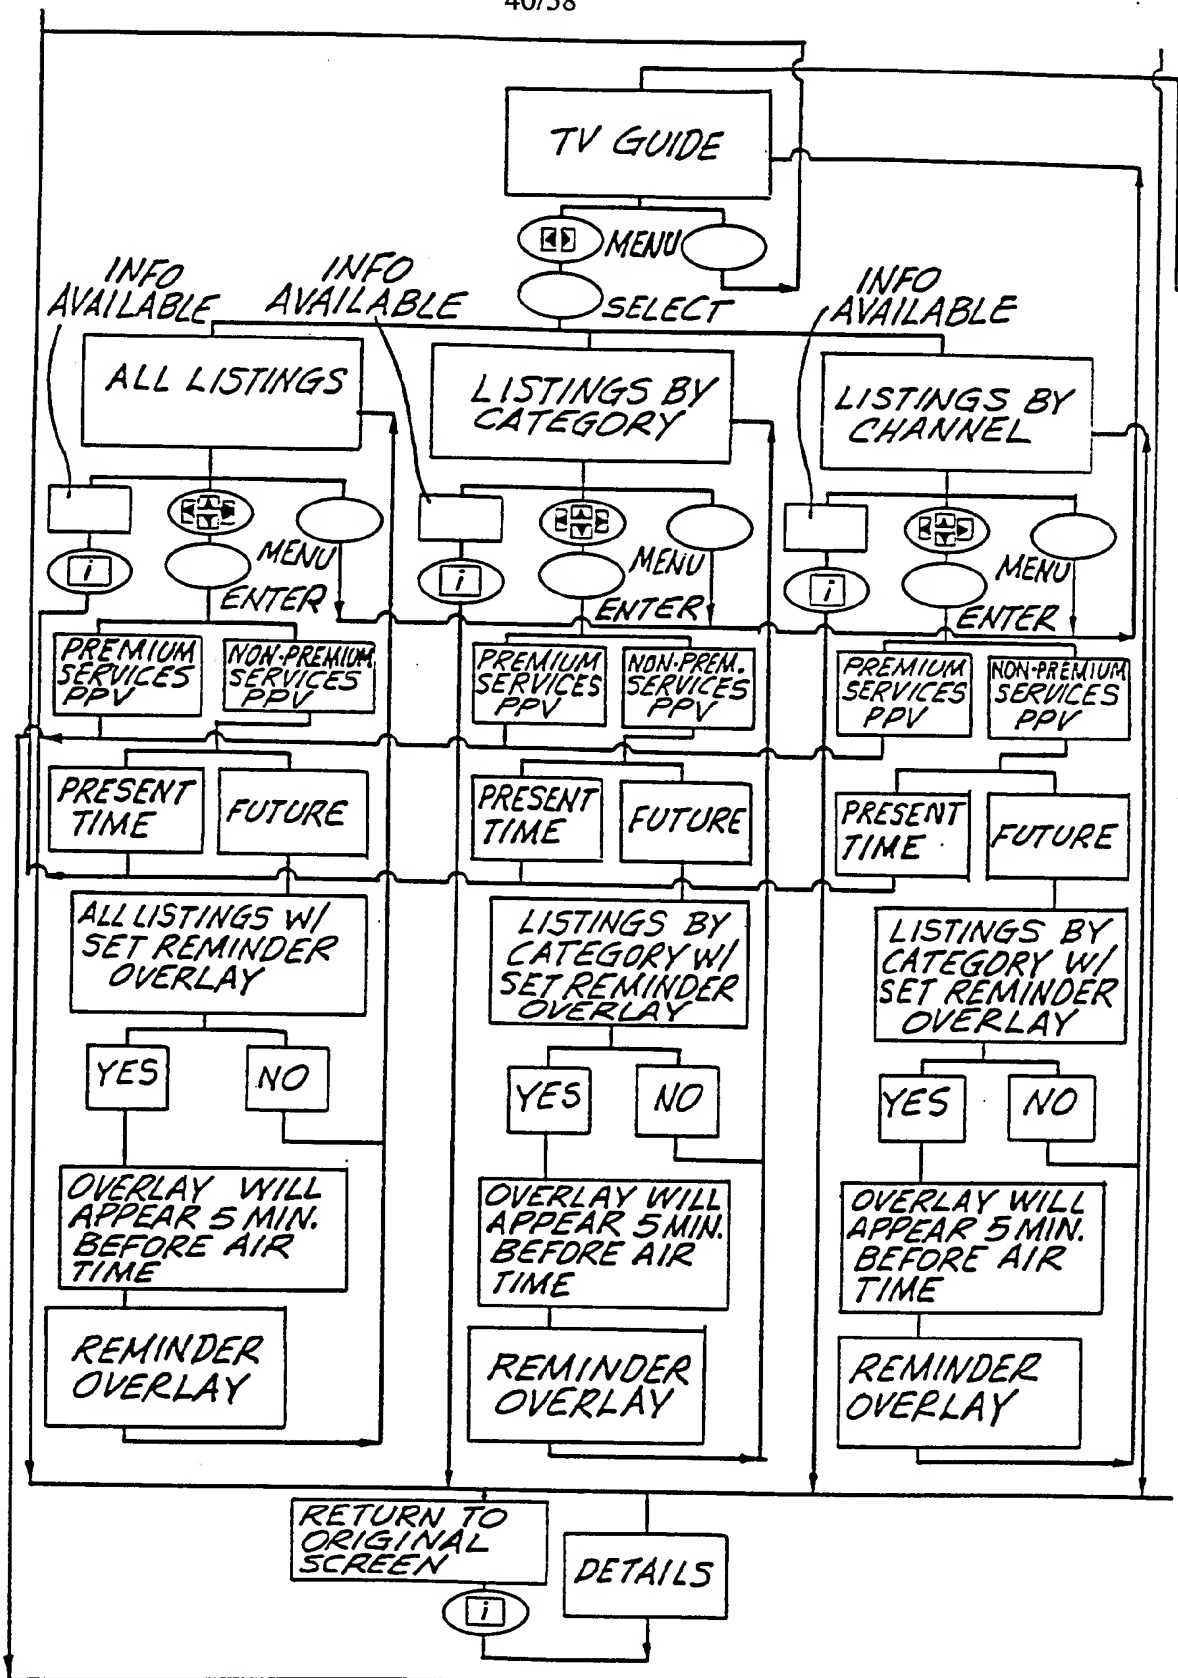 40/58
TV GUIDE
MENU
SELECT
INFO
AVAILABLE
INFO
AVAILABLE
INFO
AVAILABLE
ALL LISTINGS
LISTINGS BY
CATEGORY
LISTINGS BY
CHANNEL
i
MENU
ENTER
i
MENU
ENTER
i
MENU
ENTER
PREMIUM
SERVICES
PPV
NON-PREMIUM
SERVICES
PPV
PREMIUM
SERVICES
PPV
NON-PREM.
SERVICES
PPV
PREMIUM
SERVICES
PPV
NON-PREMIUM
SERVICES
PPV
PRESENT
TIME
FUTURE
PRESENT
TIME
FUTURE
PRESENT
TIME
FUTURE
ALL LISTINGS W/
SET REMINDER
OVERLAY
LISTINGS BY
CATEGORY W/
SET REMINDER
OVERLAY
LISTINGS BY
CATEGORY W/
SET REMINDER
OVERLAY
YES
NO
YES
NO
YES
NO
OVERLAY WILL
APPEAR 5 MIN.
BEFORE AIR
TIME
OVERLAY WILL
APPEAR 5 MIN.
BEFORE AIR
TIME
OVERLAY WILL
APPEAR 5 MIN.
BEFORE AIR
TIME
REMINDER
OVERLAY
REMINDER
OVERLAY
REMINDER
OVERLAY
RETURN TO
ORIGINAL
SCREEN
i
DETAILS